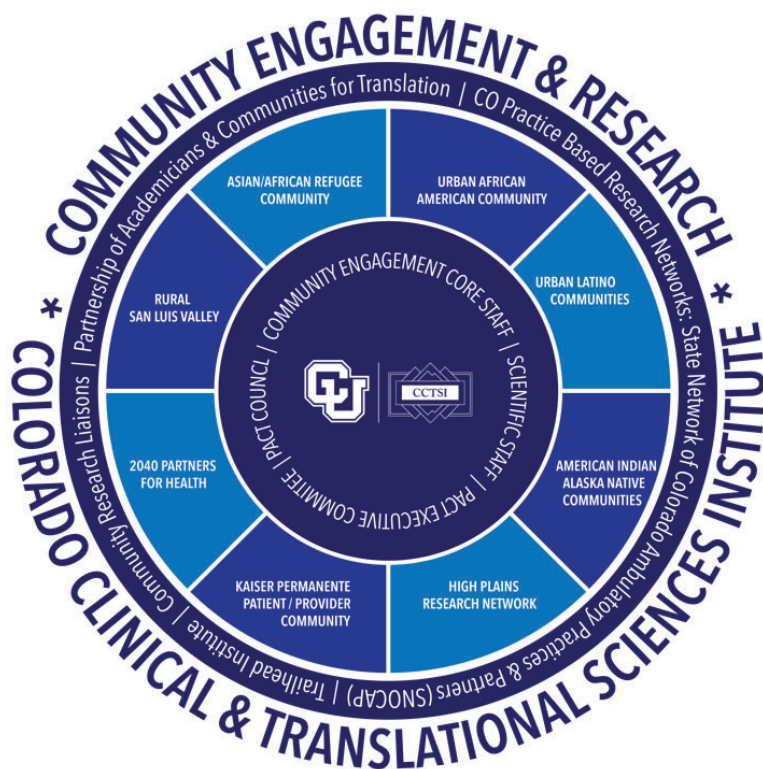 COMMUNITY ENGAGEMENT & RESEARCH
* COLORADO CLINICAL & TRANSLATIONAL SCIENCES INSTITUTE *
Partnership of Academicians & Communities for Translation | CO Practice Based Research Networks: State Network of Colorado Ambulatory Practices & Partners (SNOCAP) | Trailhead Institute | Community Research Liaisons |
ASIAN/AFRICAN REFUGEE
COMMUNITY
URBAN AFRICAN
AMERICAN COMMUNITY
URBAN LATINO
COMMUNITIES
AMERICAN INDIAN
ALASKA NATIVE
COMMUNITIES
HIGH PLAINS
RESEARCH NETWORK
KAISER PERMANENTE
PATIENT / PROVIDER
COMMUNITY
2040 PARTNERS
FOR HEALTH
RURAL
SAN LUIS VALLEY
COMMUNITY ENGAGEMENT CORE STAFF | SCIENTIFIC STAFF | PACT EXECUTIVE COMMITEE | PACT COUNCL |
CU
CCTSI